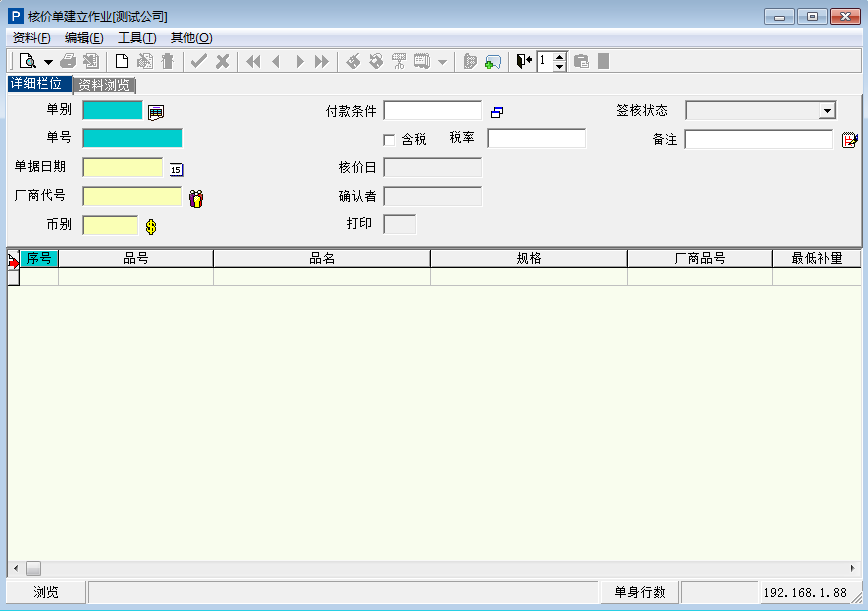 P 核价单建立作业[测试公司]
资料(F) 编辑(E) 工具(T) 其他(O)
1
详细栏位 资料浏览
单别 付款条件 签核状态
单号 含税 税率 备注
单据日期 15 核价日
厂商代号 确认者
币别 $ 打印
序号 品号 品名 规格 厂商品号 最低补量
浏览 单身行数 192.168.1.88